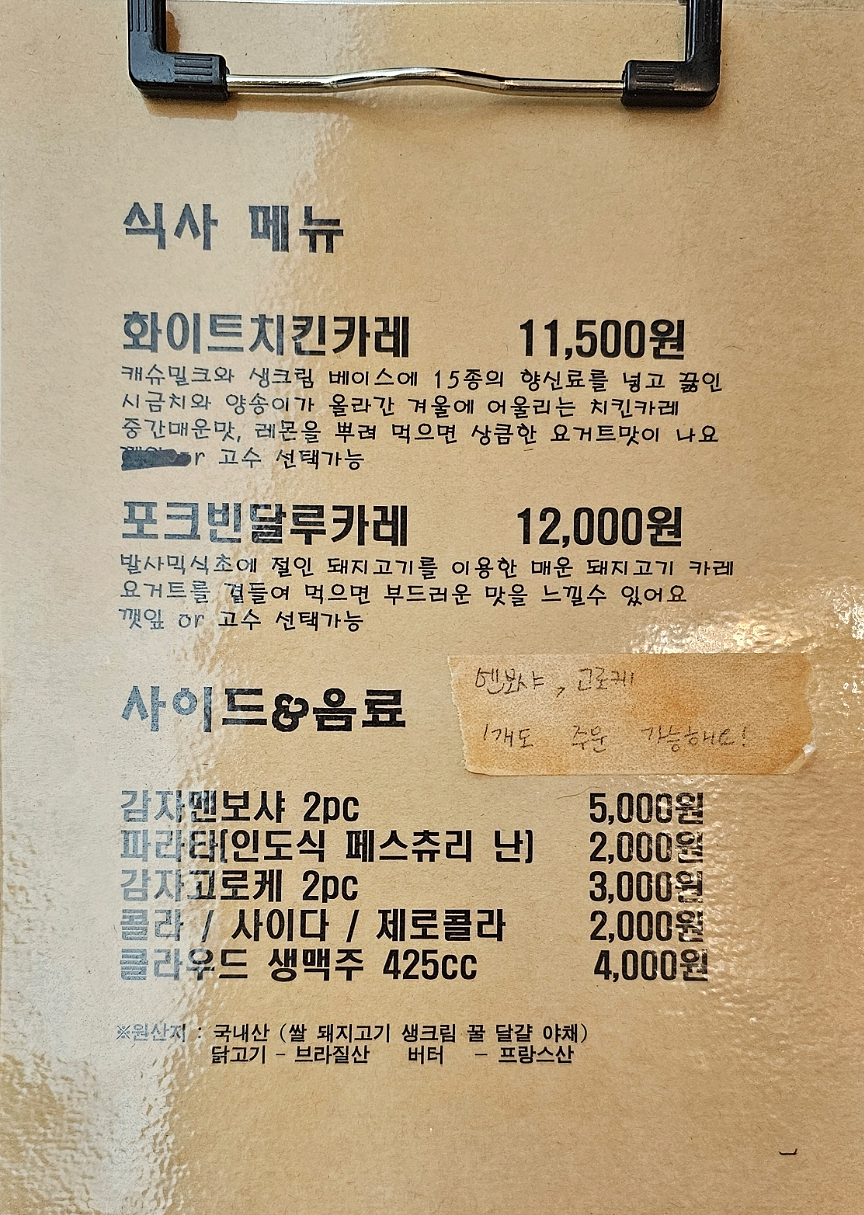 식사 메뉴
화이트치킨카레 11,500원
캐슈밀크와 생크림 베이스에 15종의 향신료를 넣고 끓인
시금치와 양송이가 올라간 겨울에 어울리는 치킨카레
중간매운맛, 레몬을 뿌려 먹으면 상큼한 요거트맛이 나요
or 고수 선택가능
포크빈달루카레 12,000원
발사믹식초에 절인 돼지고기를 이용한 매운 돼지고기 카레
요거트를 곁들여 먹으면 부드러운 맛을 느낄수 있어요
깻잎 or 고수 선택가능
멘보샤, 고로케
1개도 주문 가능해요!
사이드&음료
감자멘보샤 2pc 5,000원
파라타(인도식 페스츄리 난) 2,000원
감자고로케 2pc 3,000원
콜라 / 사이다 / 제로콜라 2,000원
클라우드 생맥주 425cc 4,000원
※원산지 : 국내산 (쌀 돼지고기 생크림 꿀 달걀 야채)
닭고기 - 브라질산 버터 - 프랑스산